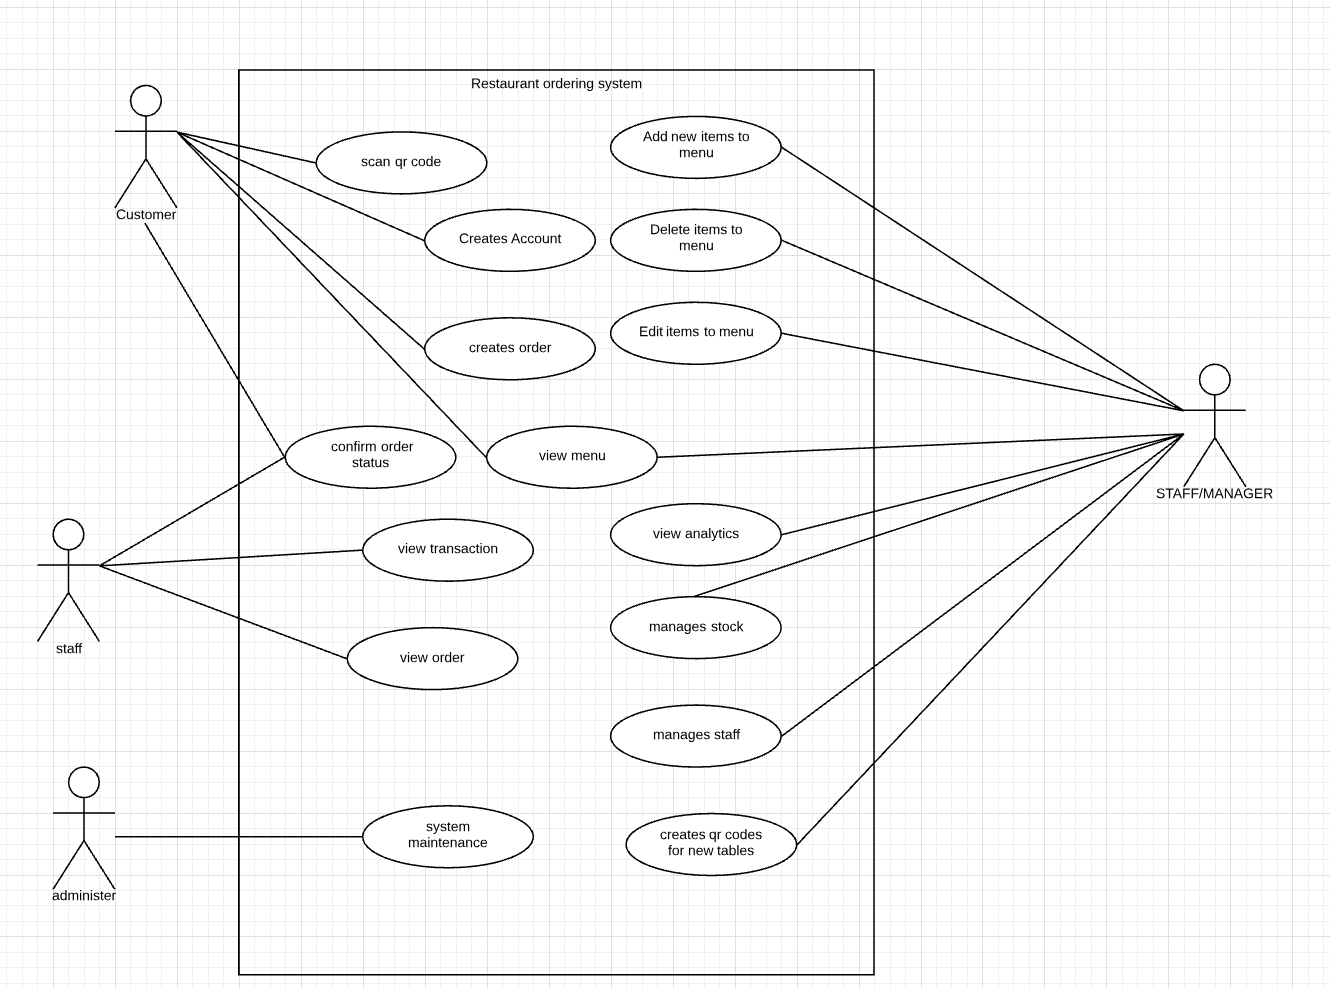 Restaurant ordering system
Customer
scan qr code
Add new items to
menu
Creates Account
Delete items to
menu
creates order
Edit items to menu
confirm order
status
view menu
STAFF/MANAGER
view transaction
view analytics
staff
view order
manages stock
manages staff
administer
system
maintenance
creates qr codes
for new tables